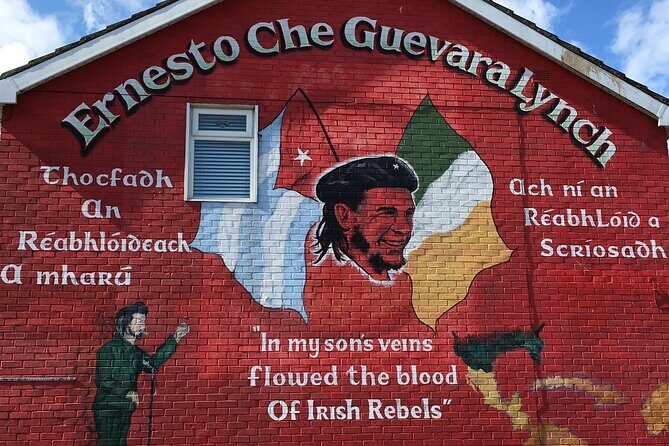 Ernesto Che Guevara Lynch
Thocfadh
An
Réabhlóideach
A mharú
Ach ní an
Réabhlóid a
Scríosadh
"In my son's veins
flowed the blood
Of Irish Rebels"